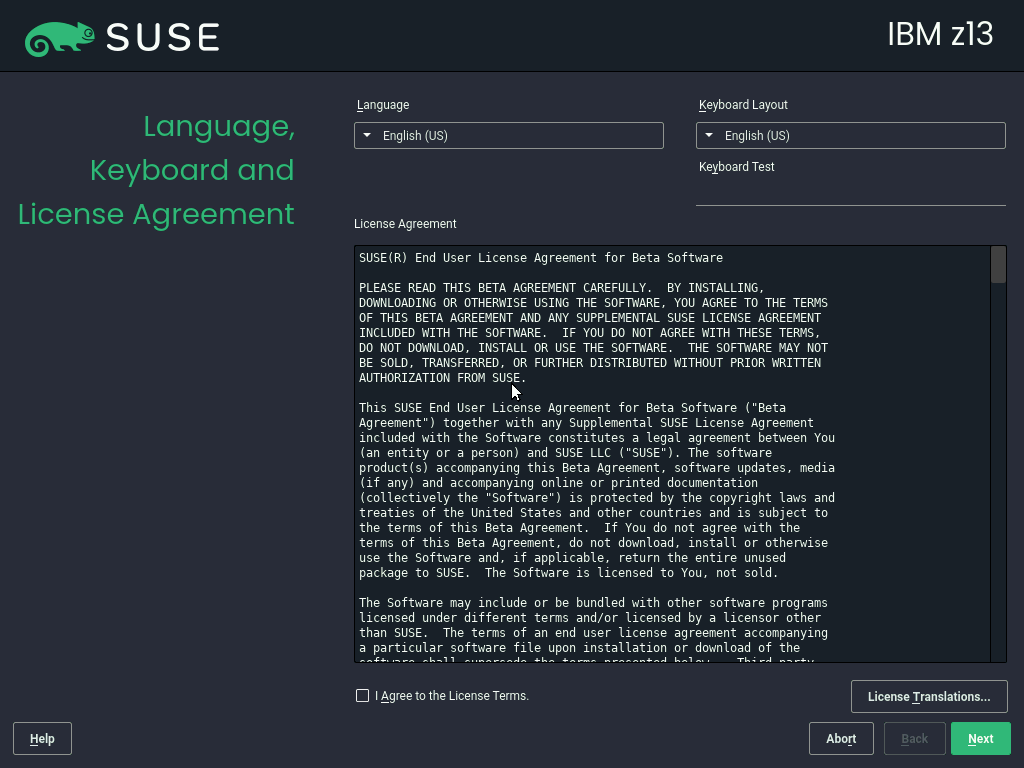 SUSE
IBM z13
Language,
Keyboard and
License Agreement
Language
Keyboard Layout
English (US)
English (US)
Keyboard Test
License Agreement
SUSE(R) End User License Agreement for Beta Software
PLEASE READ THIS BETA AGREEMENT CAREFULLY.  BY INSTALLING,
DOWNLOADING OR OTHERWISE USING THE SOFTWARE, YOU AGREE TO THE TERMS
OF THIS BETA AGREEMENT AND ANY SUPPLEMENTAL SUSE LICENSE AGREEMENT
INCLUDED WITH THE SOFTWARE.  IF YOU DO NOT AGREE WITH THESE TERMS,
DO NOT DOWNLOAD, INSTALL OR USE THE SOFTWARE.  THE SOFTWARE MAY NOT
BE SOLD, TRANSFERRED, OR FURTHER DISTRIBUTED WITHOUT PRIOR WRITTEN
AUTHORIZATION FROM SUSE.
This SUSE End User License Agreement for Beta Software ("Beta
Agreement") together with any Supplemental SUSE License Agreement
included with the Software constitutes a legal agreement between You
(an entity or a person) and SUSE LLC ("SUSE"). The software
product(s) accompanying this Beta Agreement, software updates, media
(if any) and accompanying online or printed documentation
(collectively the "Software") is protected by the copyright laws and
treaties of the United States and other countries and is subject to
the terms of this Beta Agreement.  If You do not agree with the
terms of this Beta Agreement, do not download, install or otherwise
use the Software and, if applicable, return the entire unused
package to SUSE.  The Software is licensed to You, not sold.
The Software may include or be bundled with other software programs
licensed under different terms and/or licensed by a licensor other
than SUSE.  The terms of an end user license agreement accompanying
a particular software file upon installation or download of the
software shall supersede the terms presented below.  Third party
I Agree to the License Terms.
License Translations...
Help
Abort
Back
Next